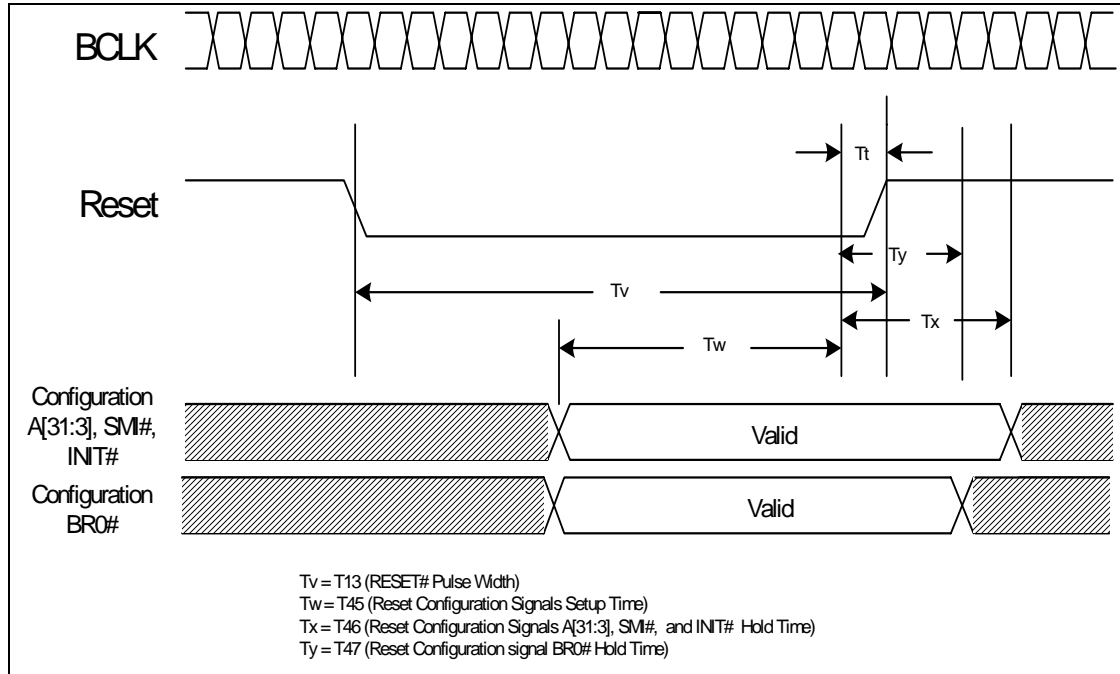 BCLK
Tt
Reset
Ty
Tv
Tx
Tw
Configuration
A[31:3], SMI#,
INIT#
Valid
Configuration
BR0#
Valid
Tv = T13 (RESET# Pulse Width)
Tw = T45 (Reset Configuration Signals Setup Time)
Tx = T46 (Reset Configuration Signals A[31:3], SMI#, and INIT# Hold Time)
Ty = T47 (Reset Configuration signal BR0# Hold Time)